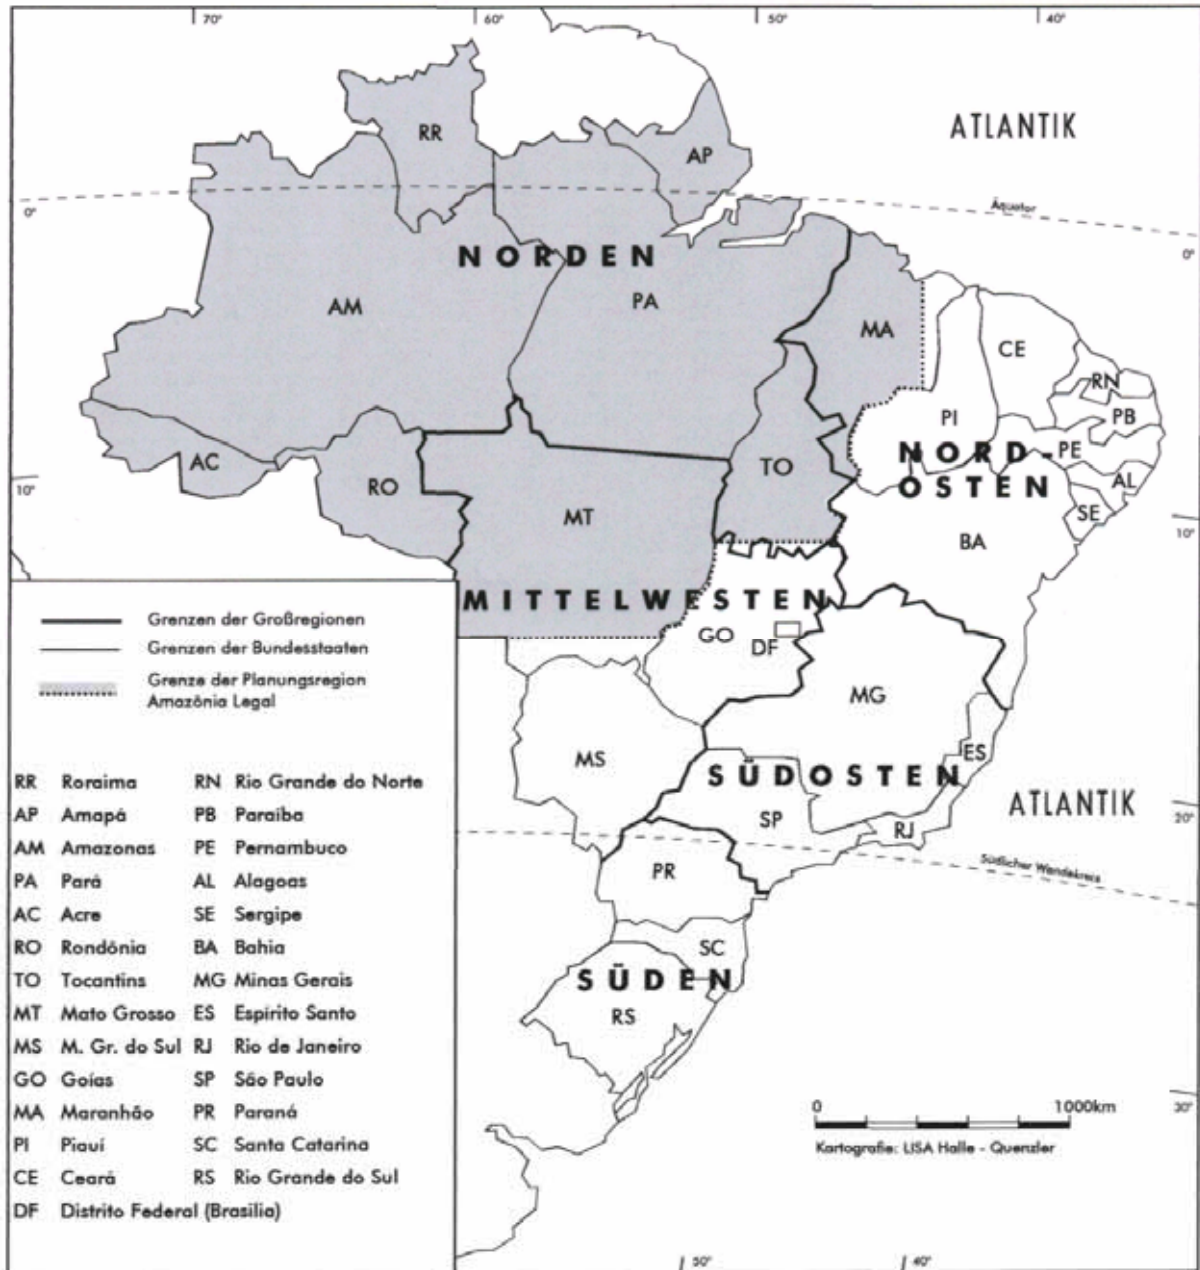 70°
60°
50°
40°
ATLANTIK
RR
AP
Äquator
0°
0°
NORDEN
AM
PA
MA
CE
RN
PI
PB
NORD-
PE
AC
TO
AL
10°
RO
OSTEN
MT
SE
BA
10°
MITTELWESTEN
GO
DF
MG
MS
ES
SÜDOSTEN
ATLANTIK
SP
RJ
20°
Südlicher Wendekreis
PR
SC
SÜDEN
RS
30°
Grenzen der Großregionen
Grenzen der Bundesstaaten
Grenze der Planungsregion
Amazônia Legal
RR Roraima RN Rio Grande do Norte
AP Amapá PB Paraíba
AM Amazonas PE Pernambuco
PA Pará AL Alagoas
AC Acre SE Sergipe
RO Rondônia BA Bahia
TO Tocantins MG Minas Gerais
MT Mato Grosso ES Espírito Santo
MS M. Gr. do Sul RJ Rio de Janeiro
GO Goías SP São Paulo
MA Maranhão PR Paraná
PI Piauí SC Santa Catarina
CE Ceará RS Rio Grande do Sul
DF Distrito Federal (Brasilia)
0 1000km
Kartografie: LISA Halle - Quenzler
50°
40°